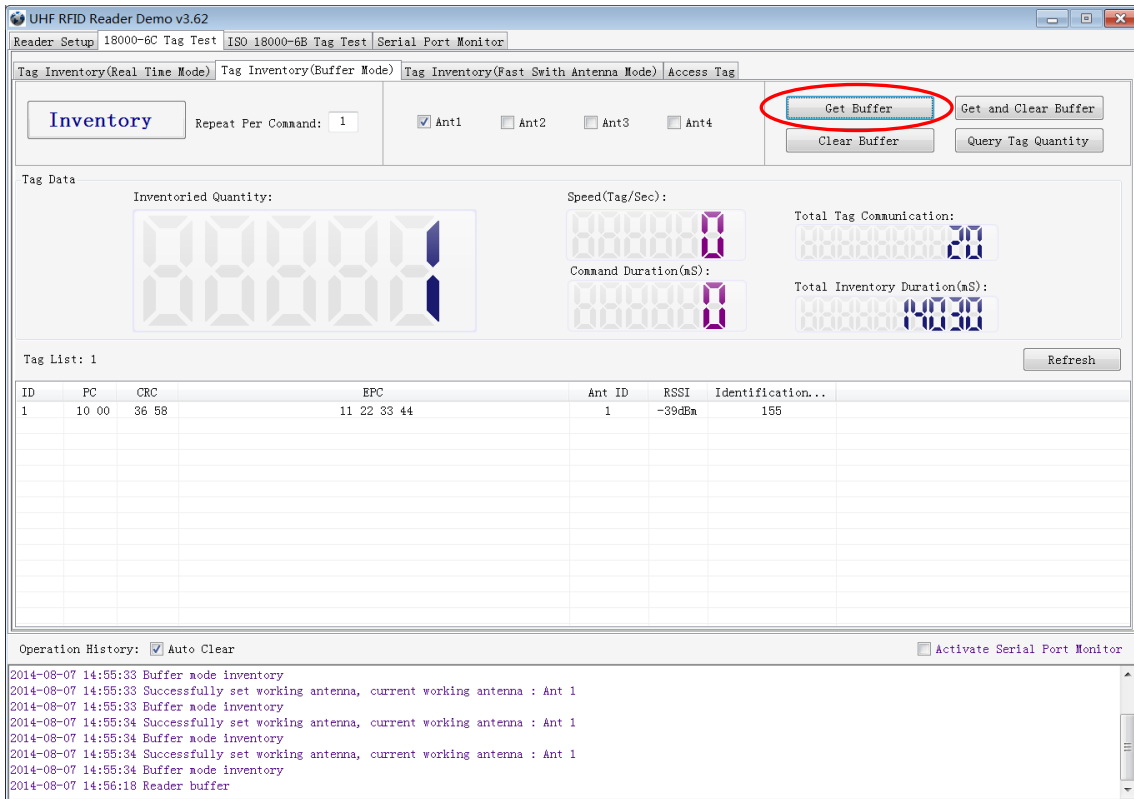 UHF RFID Reader Demo v3.62
Reader Setup 18000-6C Tag Test ISO 18000-6B Tag Test Serial Port Monitor
Tag Inventory(Real Time Mode) Tag Inventory(Buffer Mode) Tag Inventory(Fast Swith Antenna Mode) Access Tag
Inventory Repeat Per Command: 1 Ant1 Ant2 Ant3 Ant4 Get Buffer Get and Clear Buffer
Clear Buffer Query Tag Quantity
Tag Data
Inventoried Quantity: Speed(Tag/Sec):
Total Tag Communication:
1 0 20
Command Duration(mS):
Total Inventory Duration(mS):
0 14030
Tag List: 1 Refresh
ID PC CRC EPC Ant ID RSSI Identification...
1 10 00 36 58 11 22 33 44 1 -39dBm 155
Operation History: Auto Clear Activate Serial Port Monitor
2014-08-07 14:55:33 Buffer mode inventory
2014-08-07 14:55:33 Successfully set working antenna, current working antenna : Ant 1
2014-08-07 14:55:33 Buffer mode inventory
2014-08-07 14:55:34 Successfully set working antenna, current working antenna : Ant 1
2014-08-07 14:55:34 Buffer mode inventory
2014-08-07 14:55:34 Successfully set working antenna, current working antenna : Ant 1
2014-08-07 14:55:34 Buffer mode inventory
2014-08-07 14:56:18 Reader buffer